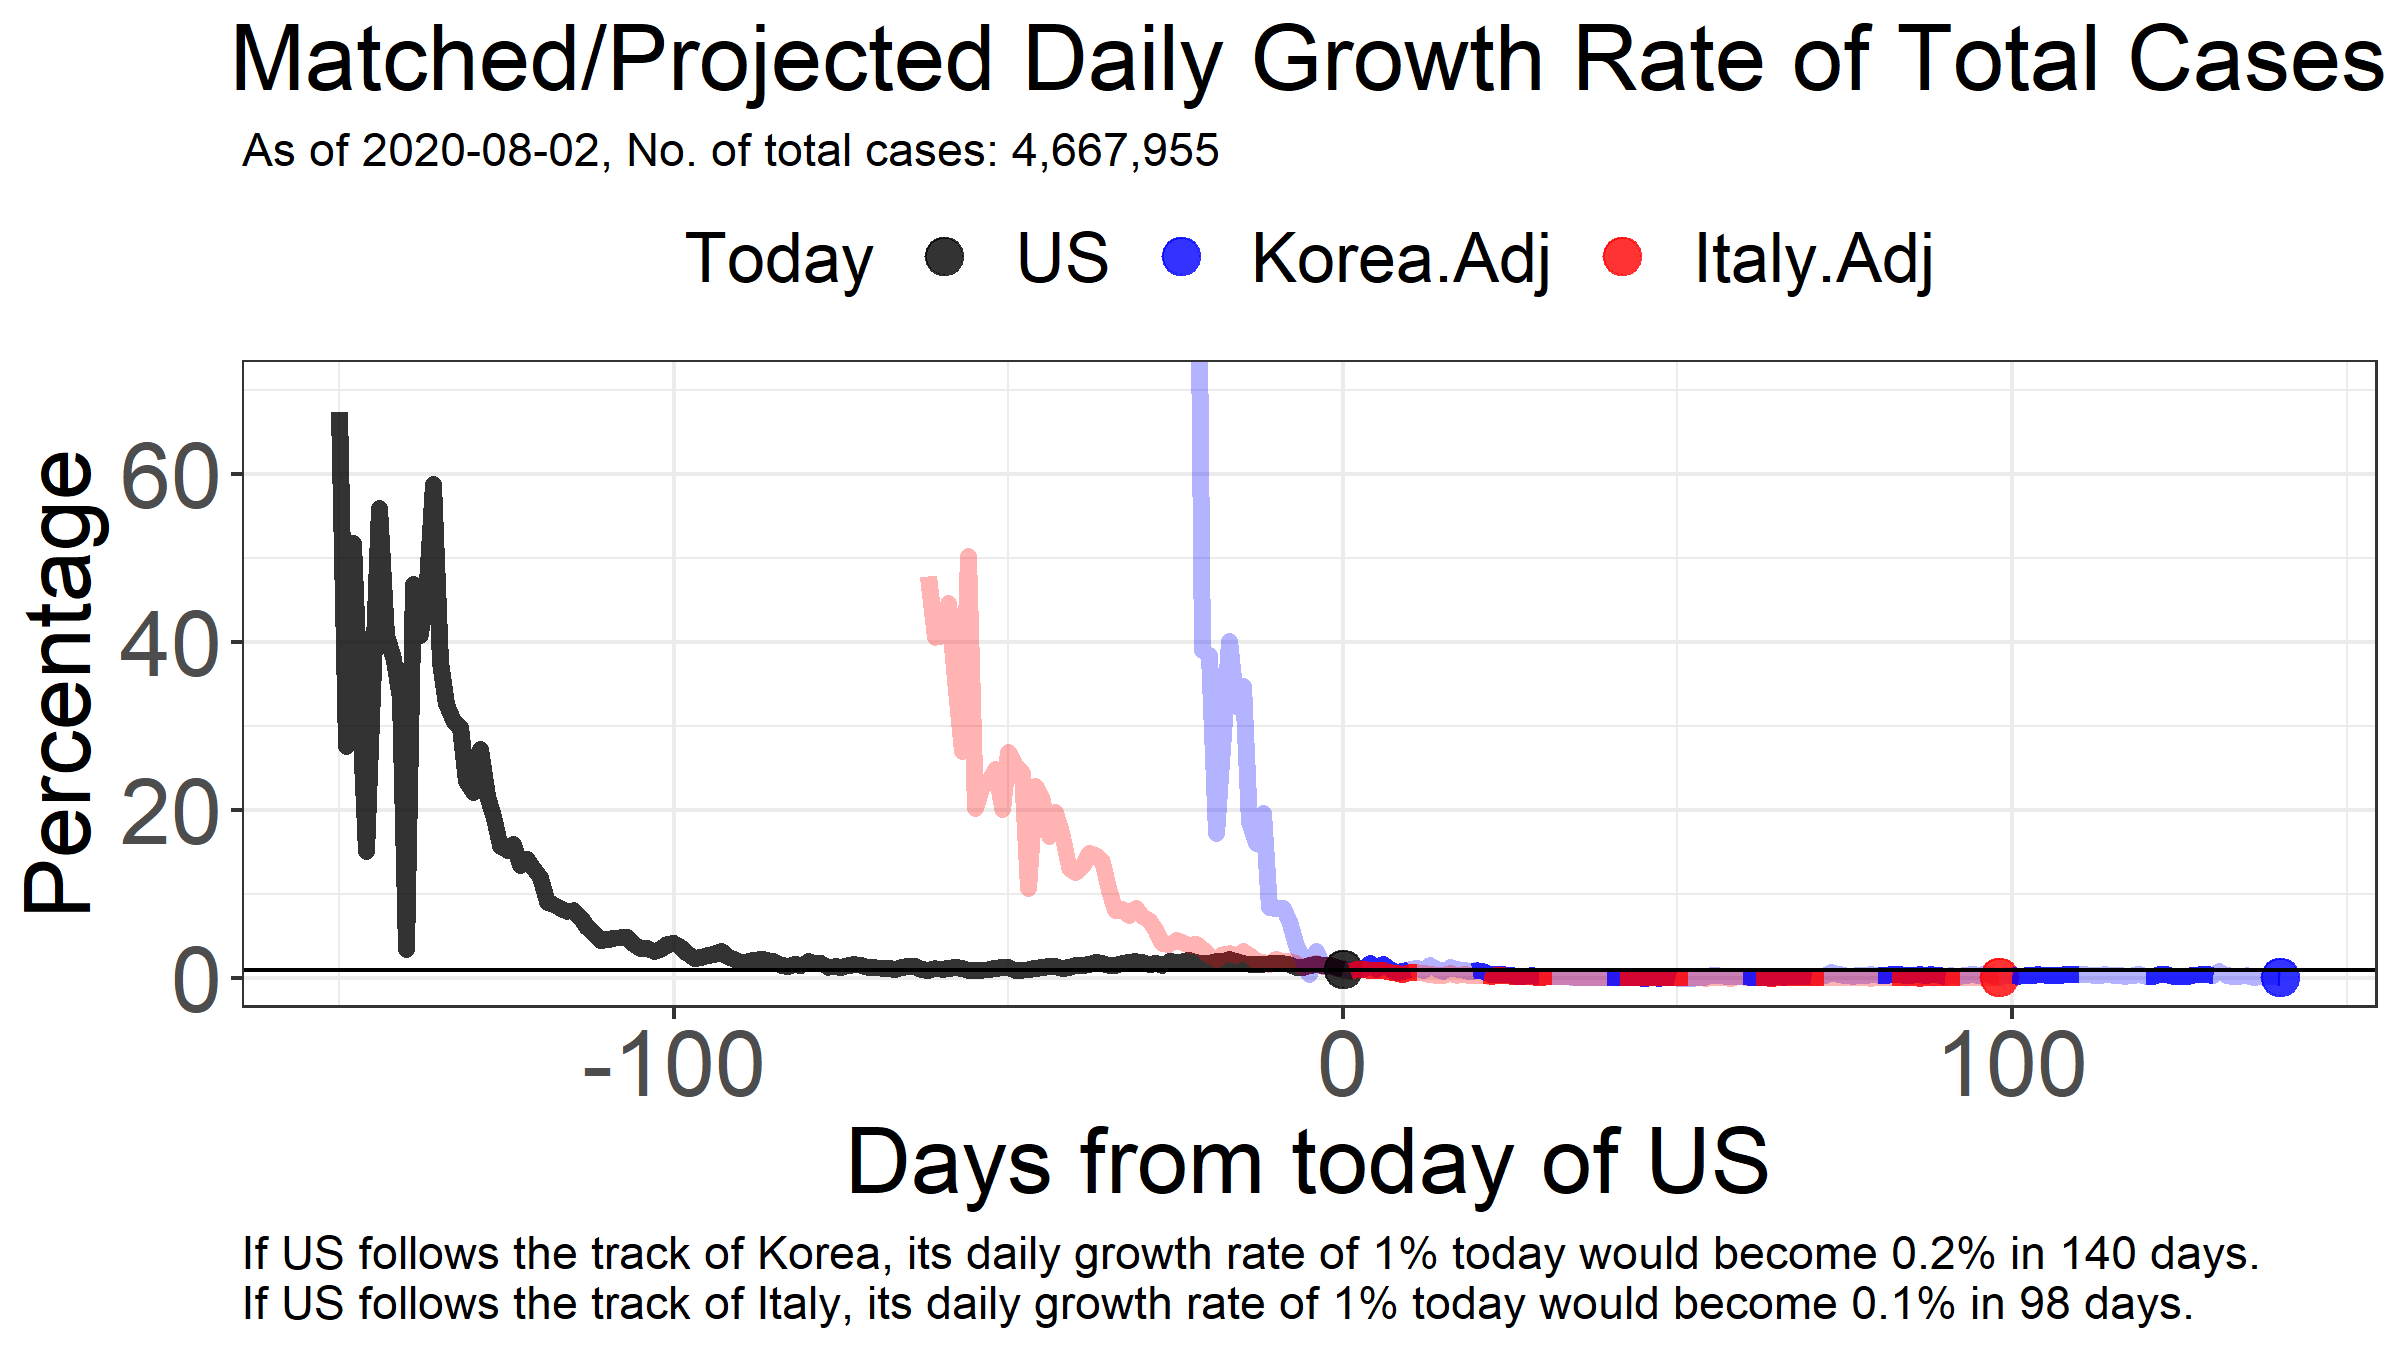 Matched/Projected Daily Growth Rate of Total Cases
As of 2020-08-02, No. of total cases: 4,667,955
Today US Korea.Adj Italy.Adj
Percentage
60
40
20
0
-100 0 100
Days from today of US
If US follows the track of Korea, its daily growth rate of 1% today would become 0.2% in 140 days.
If US follows the track of Italy, its daily growth rate of 1% today would become 0.1% in 98 days.